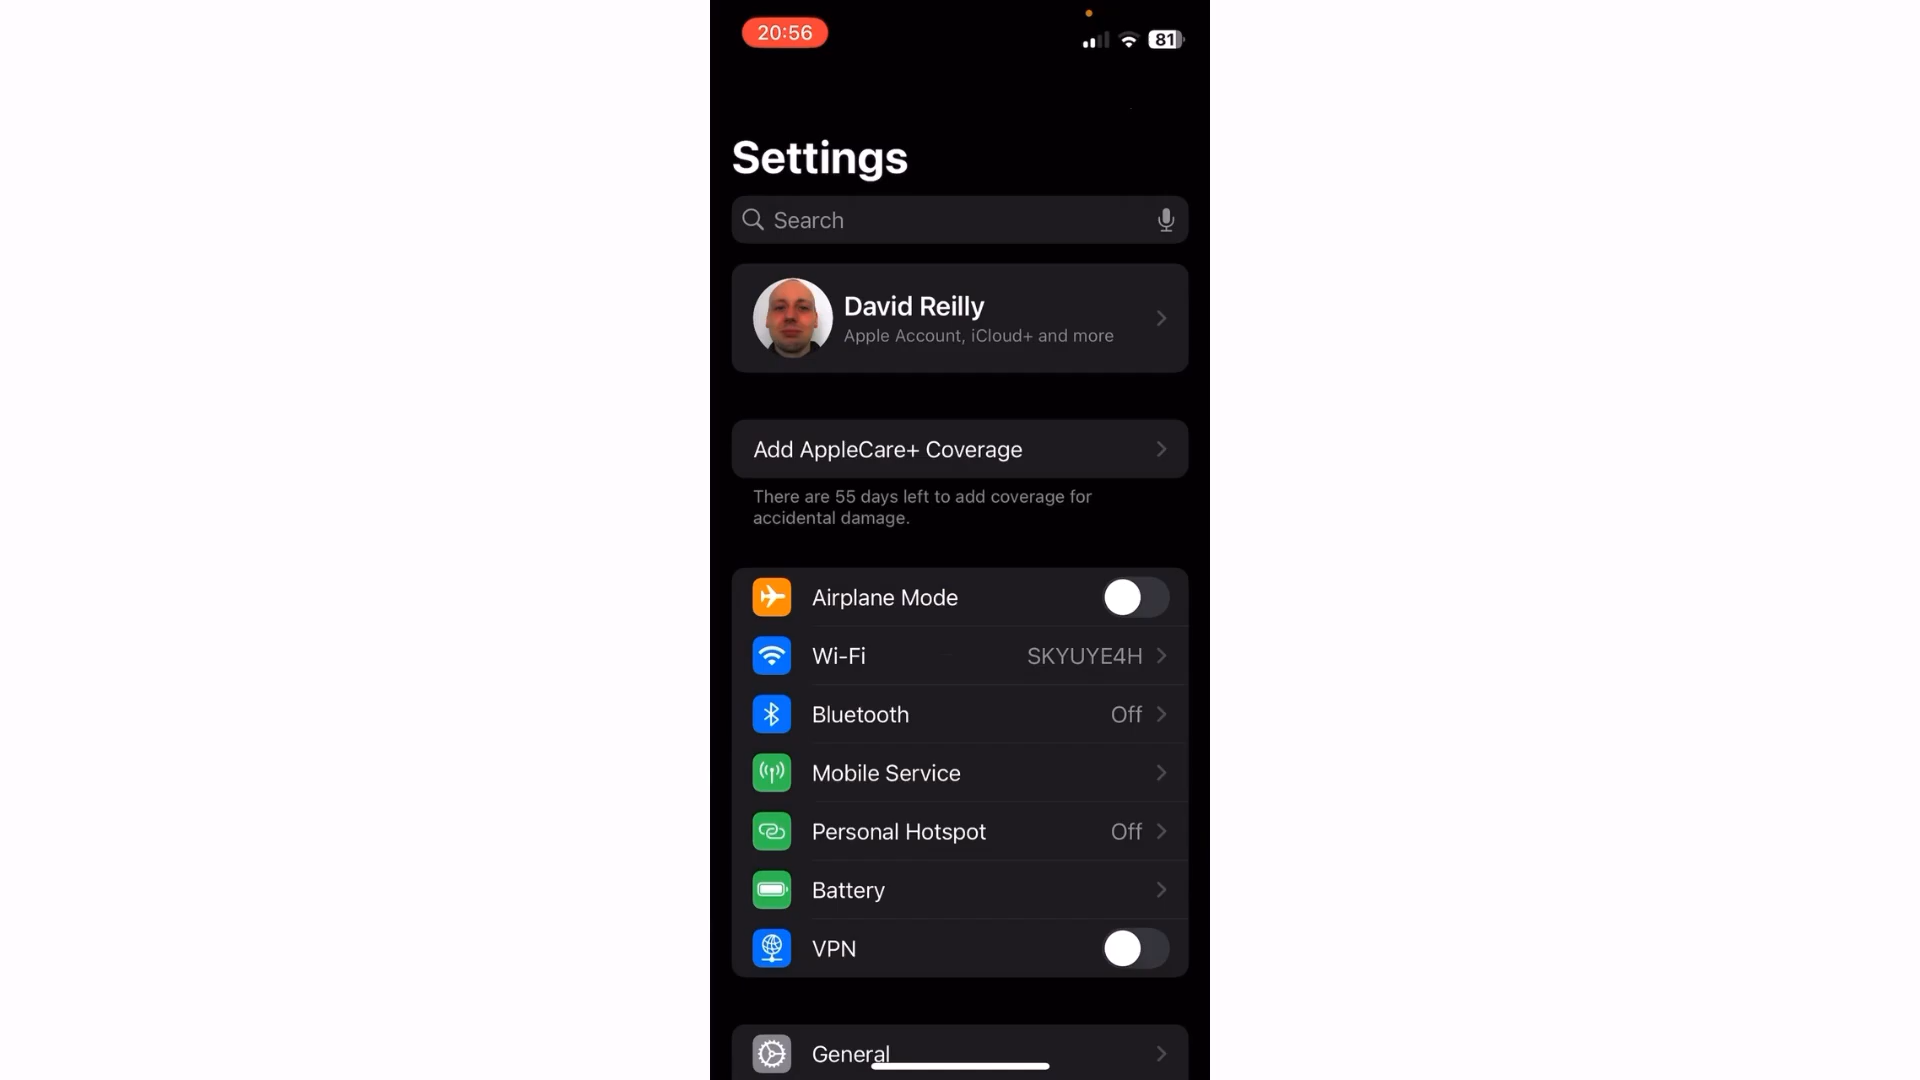 20:56
81
Settings
Search
David Reilly
Apple Account, iCloud+ and more
Add AppleCare+ Coverage
There are 55 days left to add coverage for
accidental damage.
Airplane Mode
Wi-Fi SKYUYE4H
Bluetooth Off
Mobile Service
Personal Hotspot Off
Battery
VPN
General